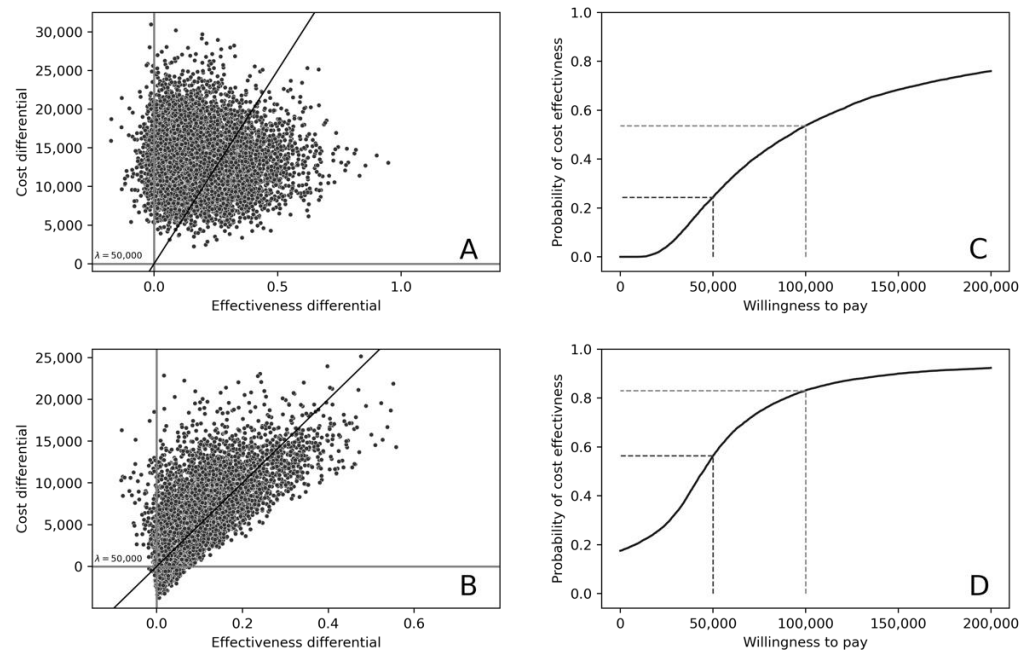 30,000
25,000
20,000
15,000
10,000
5,000
0
Cost differential
λ = 50,000
A
0.0 0.5 1.0
Effectiveness differential
1.0
0.8
0.6
0.4
0.2
0.0
Probability of cost effectivness
C
0 50,000 100,000 150,000 200,000
Willingness to pay
25,000
20,000
15,000
10,000
5,000
0
Cost differential
λ = 50,000
B
0.0 0.2 0.4 0.6
Effectiveness differential
1.0
0.8
0.6
0.4
0.2
0.0
Probability of cost effectivness
D
0 50,000 100,000 150,000 200,000
Willingness to pay